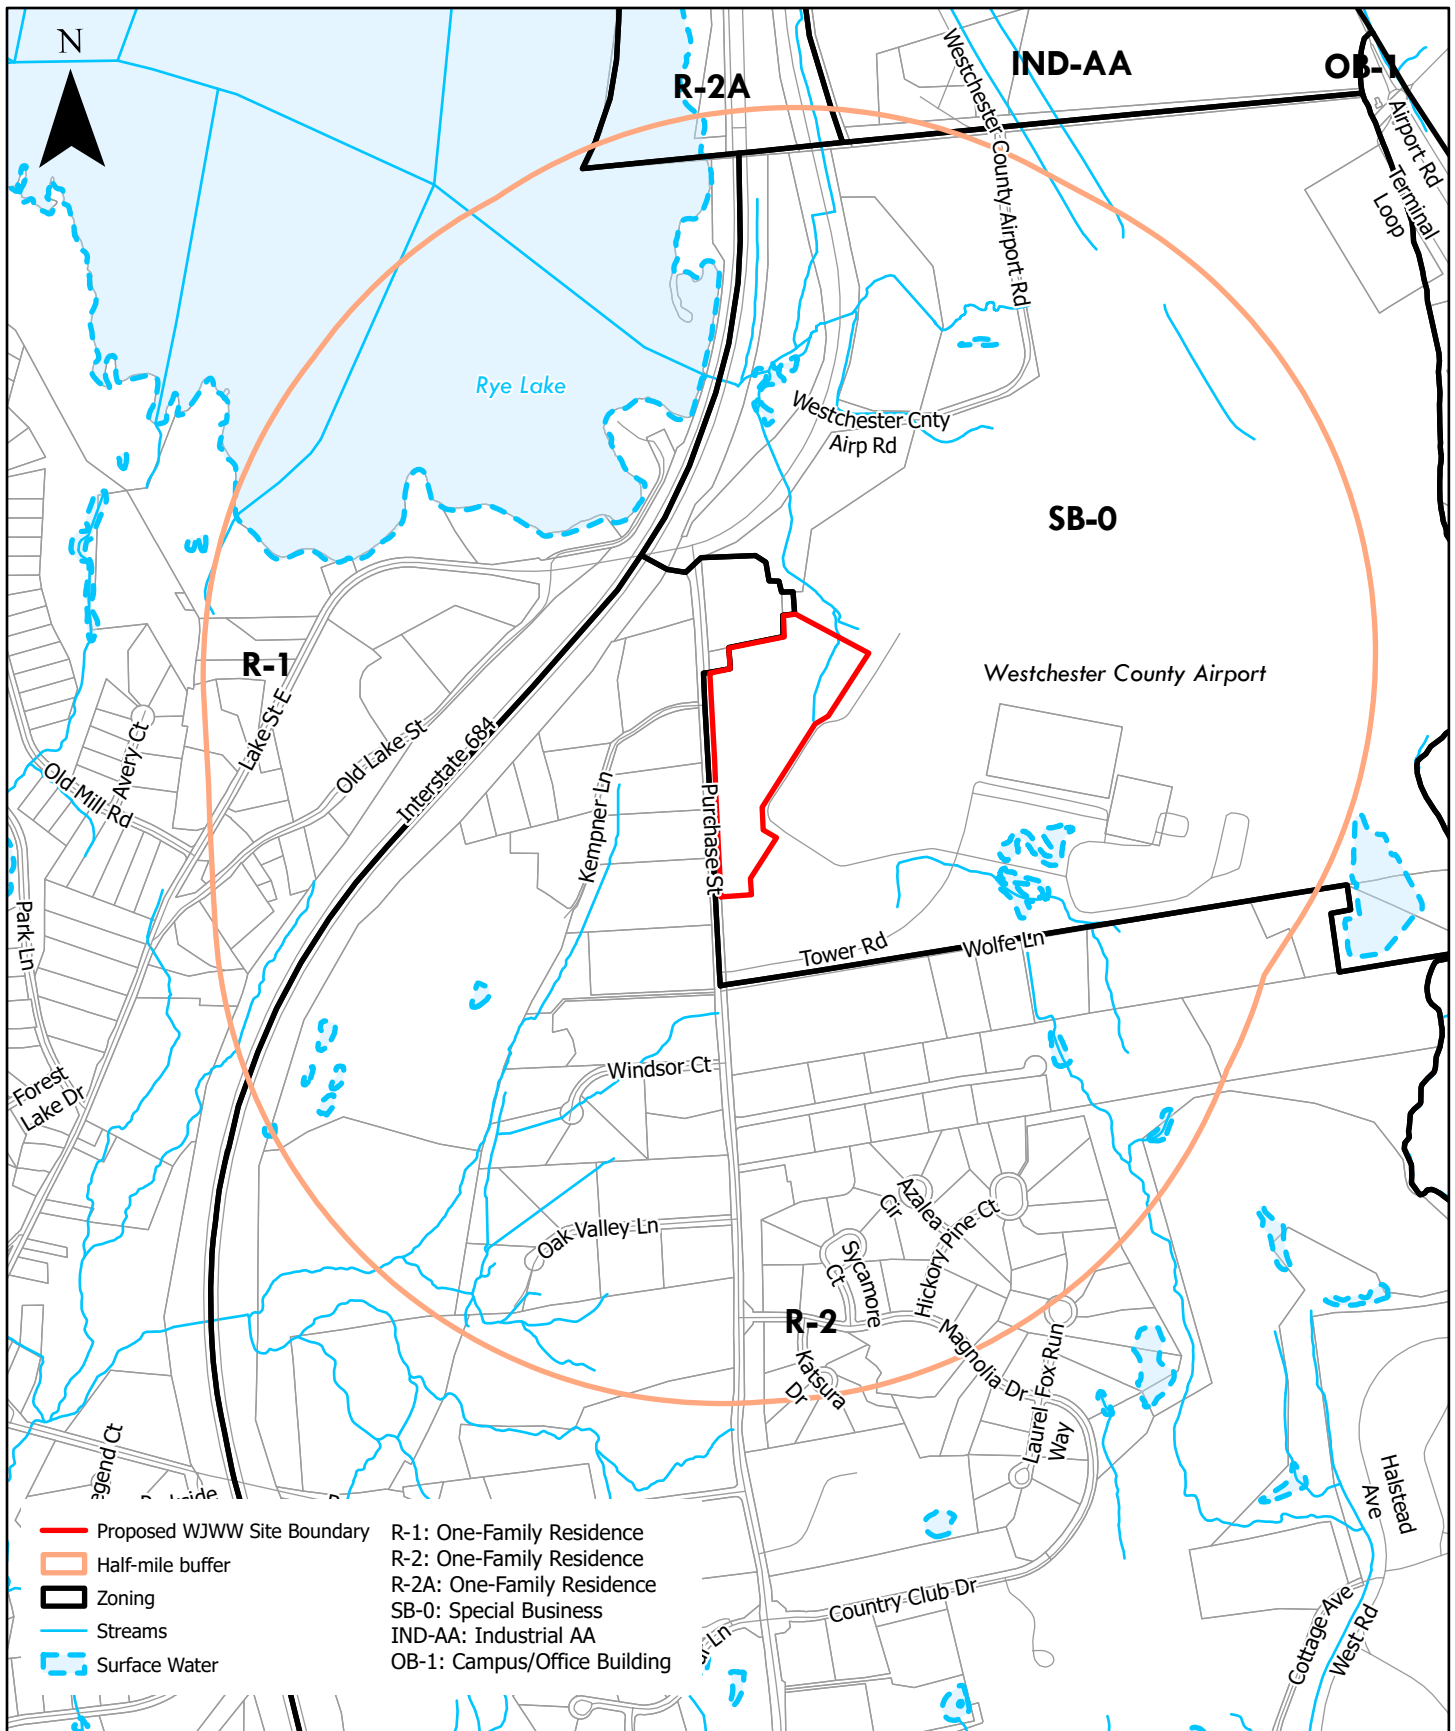 N
R-2A
IND-AA
OB-1
Westchester County Airport Rd
Airport Rd
Terminal
Loop
Rye Lake
Westchester Cnty
Airp Rd
SB-0
R-1
Westchester County Airport
Lake St E
Old Lake St
Interstate 684
Avery Ct
Old Mill Rd
Kempner Ln
Purchase St
Park Ln
Tower Rd
Wolfe Ln
Forest
Lake Dr
Windsor Ct
Azalea
Cir
Hickory Pine Ct
Oak Valley Ln
Sycamore
Ct
R-2
Magnolia Dr
Katsura
Dr
Laurel Fox Run
Way
Halstead
Ave
Country Club Dr
Cottage Ave
West Rd
Ln
Proposed WJWW Site Boundary
Half-mile buffer
Zoning
Streams
Surface Water
R-1: One-Family Residence
R-2: One-Family Residence
R-2A: One-Family Residence
SB-0: Special Business
IND-AA: Industrial AA
OB-1: Campus/Office Building